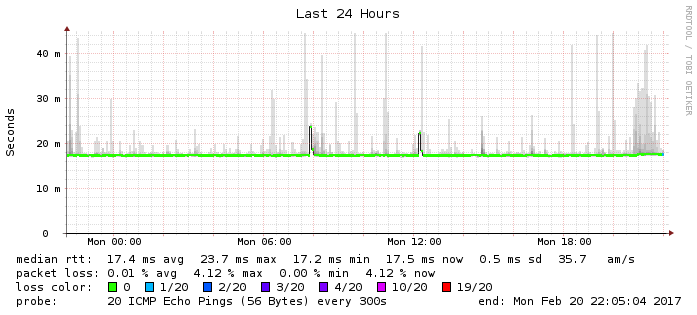 Last 24 Hours
RRDTOOL / TOBI OETIKER
Seconds
40 m
30 m
20 m
10 m
0
Mon 00:00 Mon 06:00 Mon 12:00 Mon 18:00
median rtt: 17.4 ms avg 23.7 ms max 17.2 ms min 17.5 ms now 0.5 ms sd 35.7 am/s
packet loss: 0.01 % avg 4.12 % max 0.00 % min 4.12 % now
loss color: 0 1/20 2/20 3/20 4/20 10/20 19/20
probe: 20 ICMP Echo Pings (56 Bytes) every 300s end: Mon Feb 20 22:05:04 2017